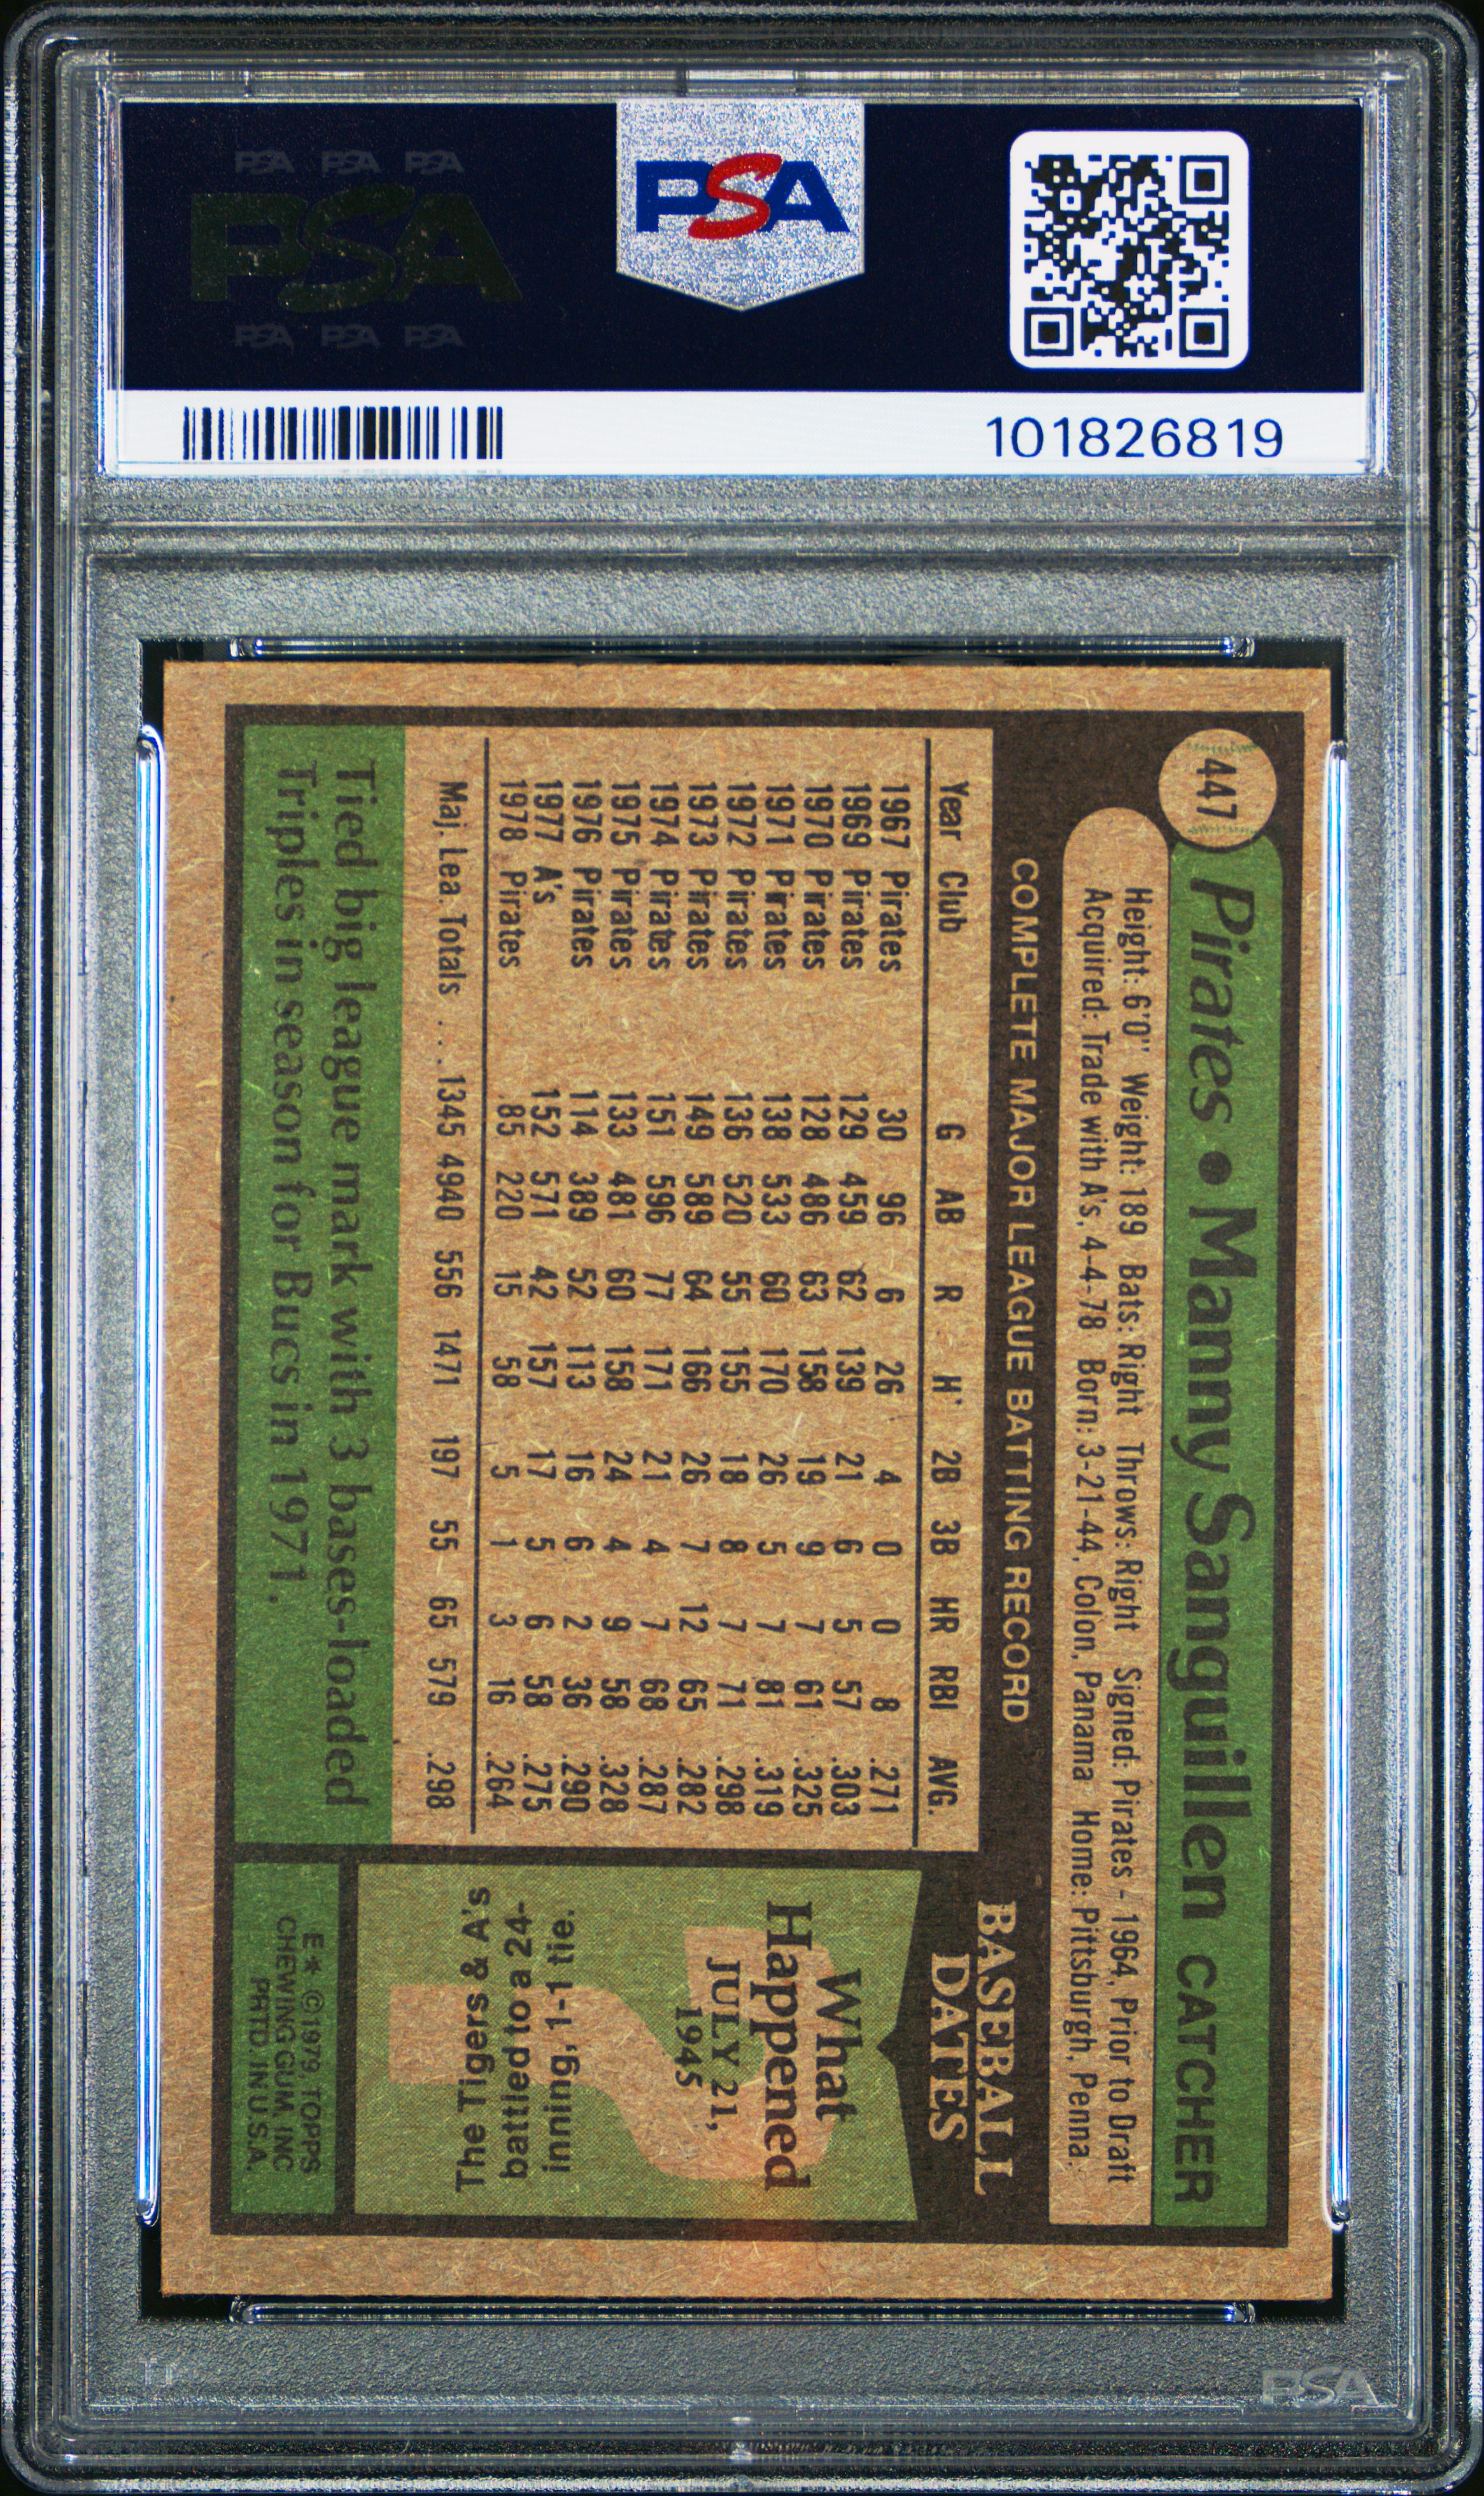 PSA PSA PSA
PSA
PSA PSA PSA
PSA
101826819
447
Pirates • Manny Sanguillen CATCHER
Height: 6'0" Weight: 189 Bats: Right Throws: Right Signed: Pirates - 1964, Prior to Draft
Acquired: Trade with A's, 4-4-78 Born: 3-21-44, Colon, Panama Home: Pittsburgh, Penna.
COMPLETE MAJOR LEAGUE BATTING RECORD
Year Club G AB R H 2B 3B HR RBI AVG.
1967 Pirates 30 96 6 26 4 0 0 8 .271
1969 Pirates 129 459 62 139 21 6 5 57 .303
1970 Pirates 128 486 63 158 19 9 7 61 .325
1971 Pirates 138 533 60 170 26 5 7 81 .319
1972 Pirates 136 520 55 155 18 8 7 71 .298
1973 Pirates 149 589 64 166 26 7 12 65 .282
1974 Pirates 151 596 77 171 21 4 7 68 .287
1975 Pirates 133 481 60 158 24 4 9 58 .328
1976 Pirates 114 389 52 113 16 6 2 36 .290
1977 A's 152 571 42 157 17 5 6 58 .275
1978 Pirates 85 220 15 58 5 1 3 16 .264
Maj. Lea. Totals ... 1345 4940 556 1471 197 55 65 579 .298
Tied big league mark with 3 bases-loaded
Triples in season for Bucs in 1971.
BASEBALL
DATES
What
Happened
JULY 21,
1945
The Tigers & A's
battled to a 24-
inning, 1-1 tie.
E** ©1979, TOPPS
CHEWING GUM, INC
PRTD. IN U.S.A.
PSA